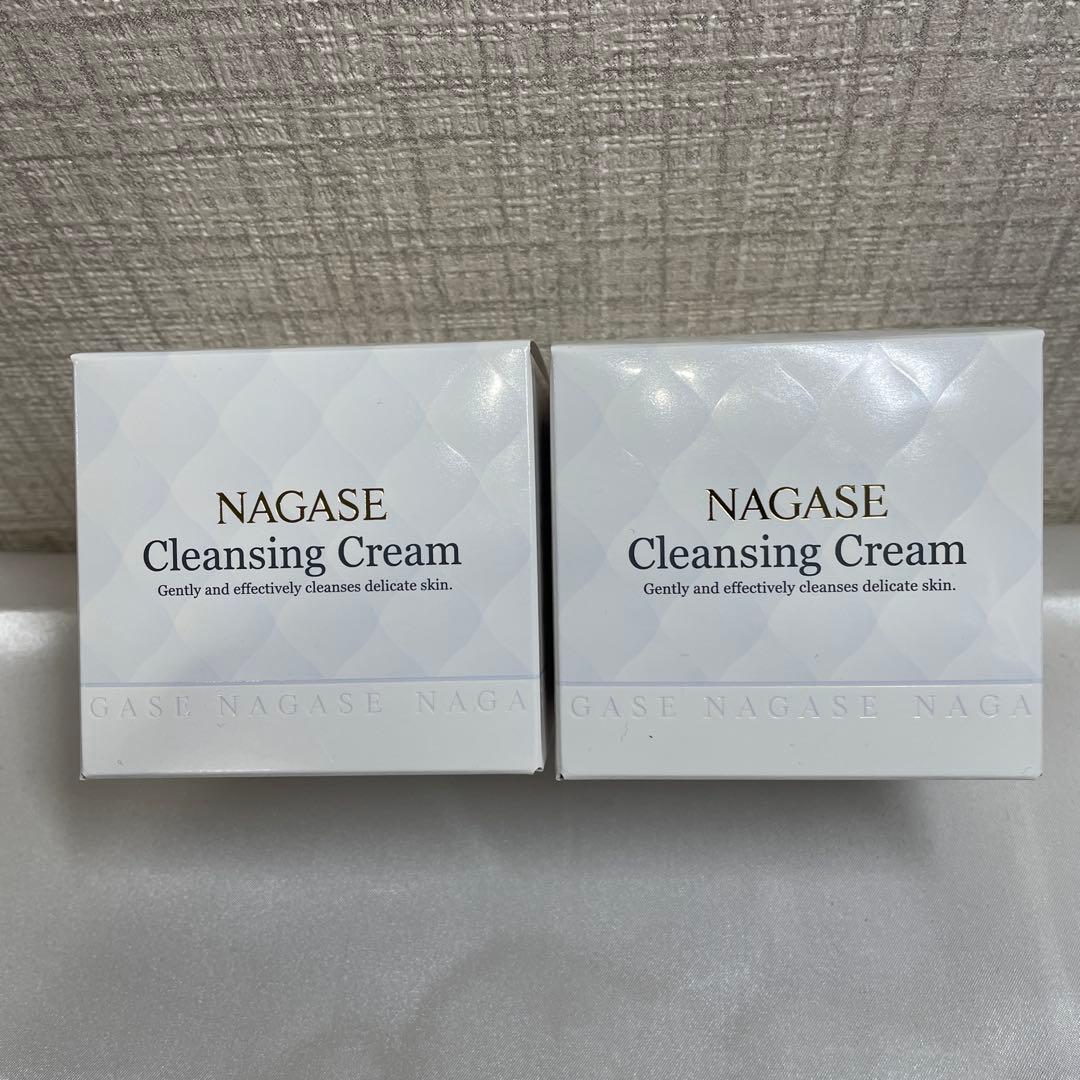 NAGASE
Cleansing Cream
Gently and effectively cleanses delicate skin.
GASE NAGASE NAGA
NAGASE
Cleansing Cream
Gently and effectively cleanses delicate skin.
GASE NAGASE NAGA